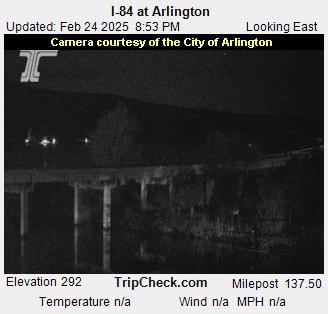 I-84 at Arlington
Updated: Feb 24 2025 8:53 PM Looking East
Camera courtesy of the City of Arlington
Elevation 292 TripCheck.com Milepost 137.50
Temperature n/a Wind n/a MPH n/a